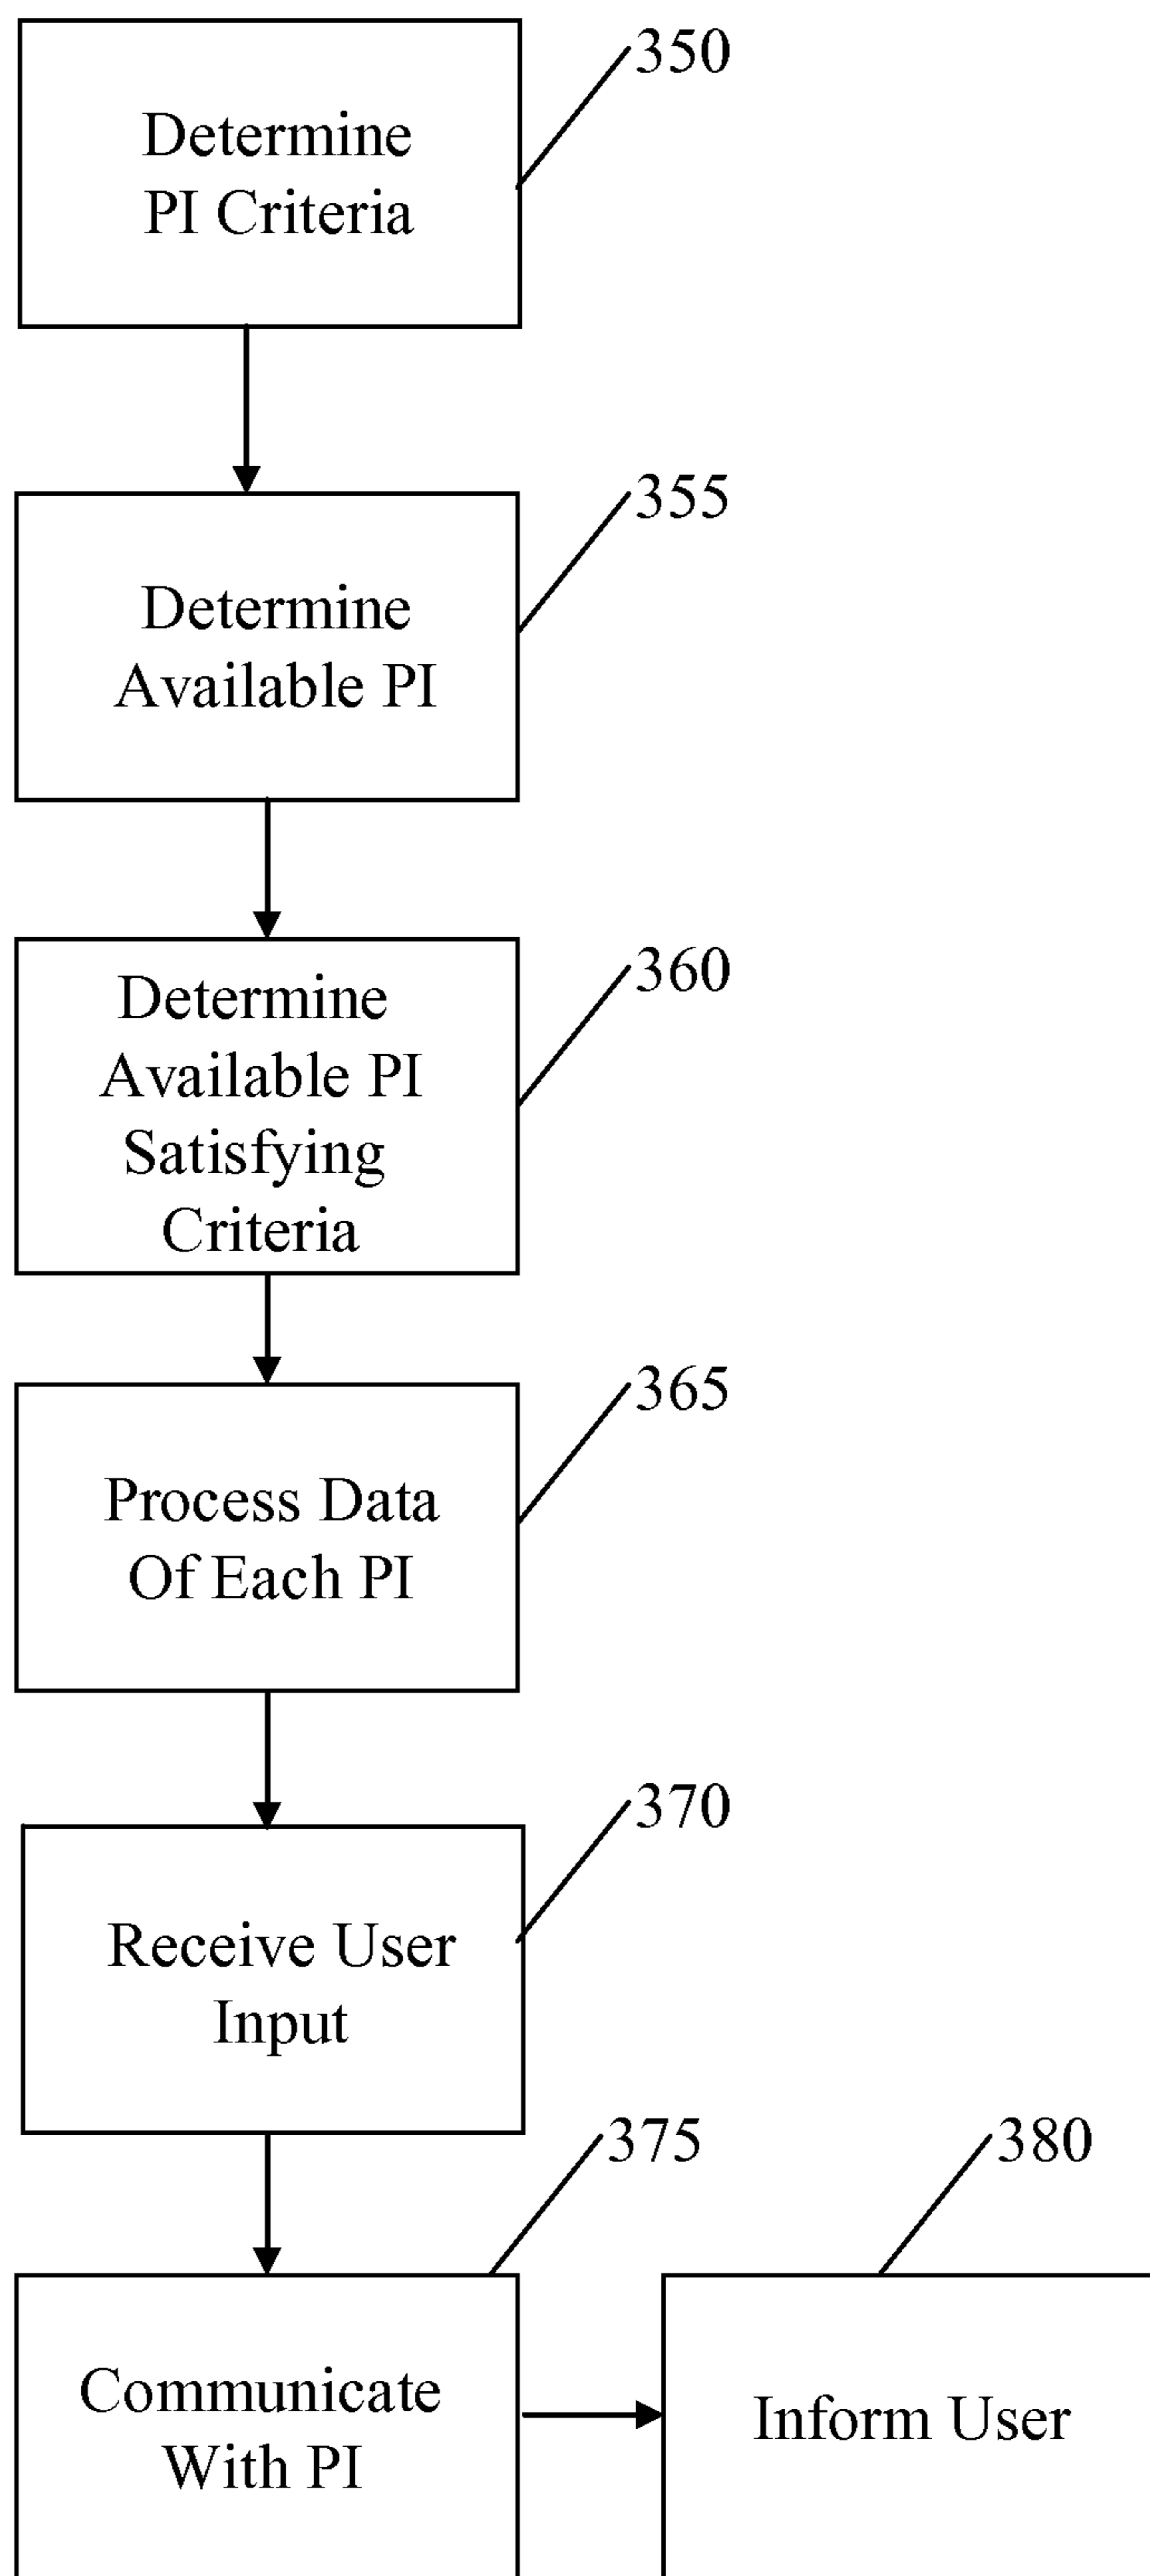 350
Determine
PI Criteria
355
Determine
Available PI
360
Determine
Available PI
Satisfying
Criteria
365
Process Data
Of Each PI
370
Receive User
Input
375
380
Communicate
With PI
Inform User